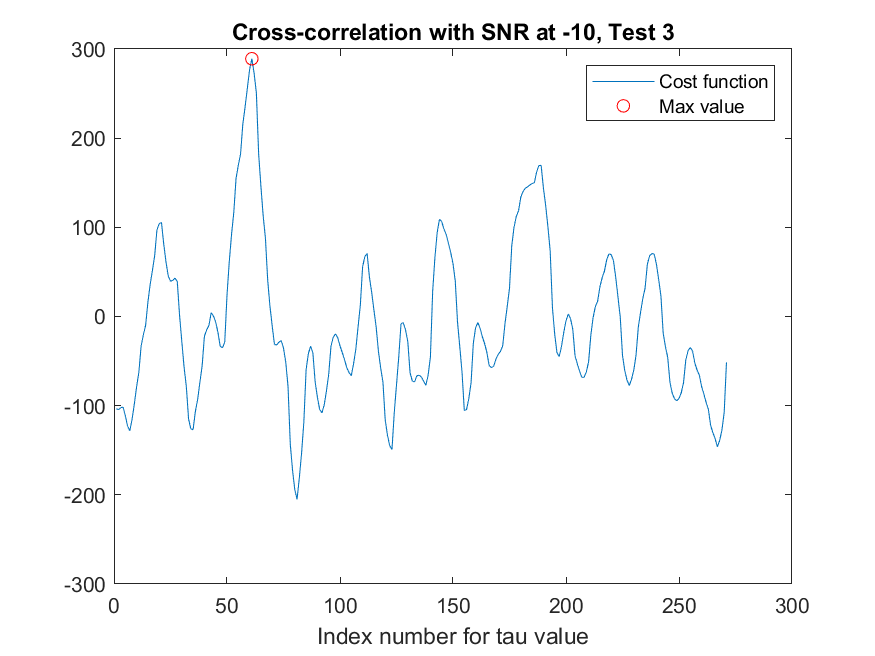 Cross-correlation with SNR at -10, Test 3
300
200
100
0
-100
-200
-300
0 50 100 150 200 250 300
Index number for tau value
Cost function
Max value